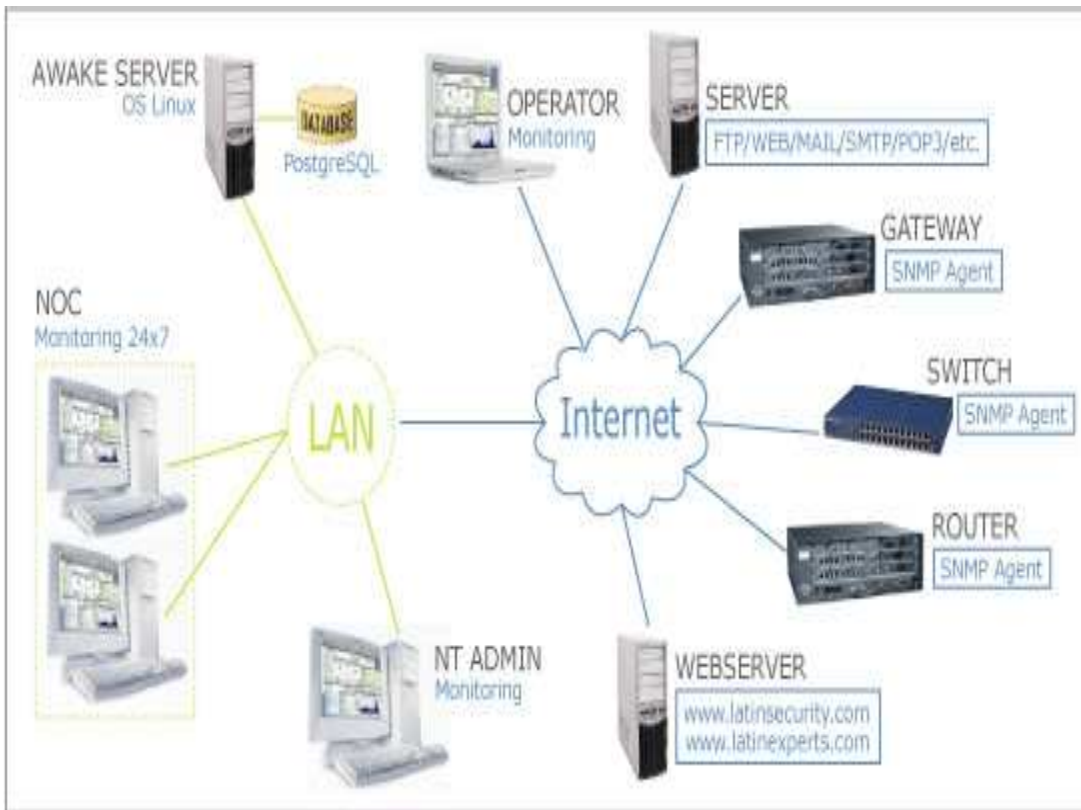 AWAKE SERVER
OS Linux
DATABASE
PostgreSQL
OPERATOR
Monitoring
SERVER
FTP/WEB/MAIL/SMTP/POP3/etc.
GATEWAY
SNMP Agent
NOC
Monitoring 24x7
SWITCH
SNMP Agent
LAN
Internet
ROUTER
SNMP Agent
NT ADMIN
Monitoring
WEBSERVER
www.latinsecurity.com
www.latinexperts.com